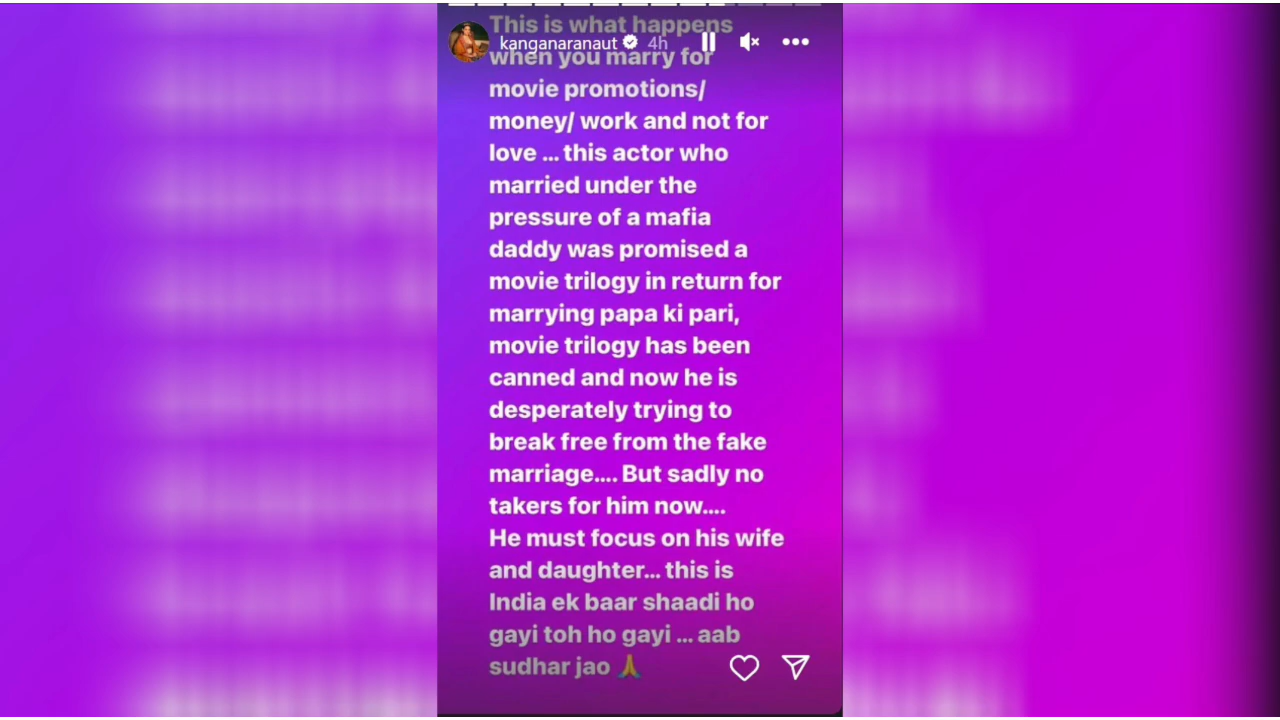 This is what happens
kanganaranaut 4h
when you marry for
movie promotions/
money/ work and not for
love ... this actor who
married under the
pressure of a mafia
daddy was promised a
movie trilogy in return for
marrying papa ki pari,
movie trilogy has been
canned and now he is
desperately trying to
break free from the fake
marriage.... But sadly no
takers for him now....
He must focus on his wife
and daughter... this is
India ek baar shaadi ho
gayi toh ho gayi ... aab
sudhar jao 🙏